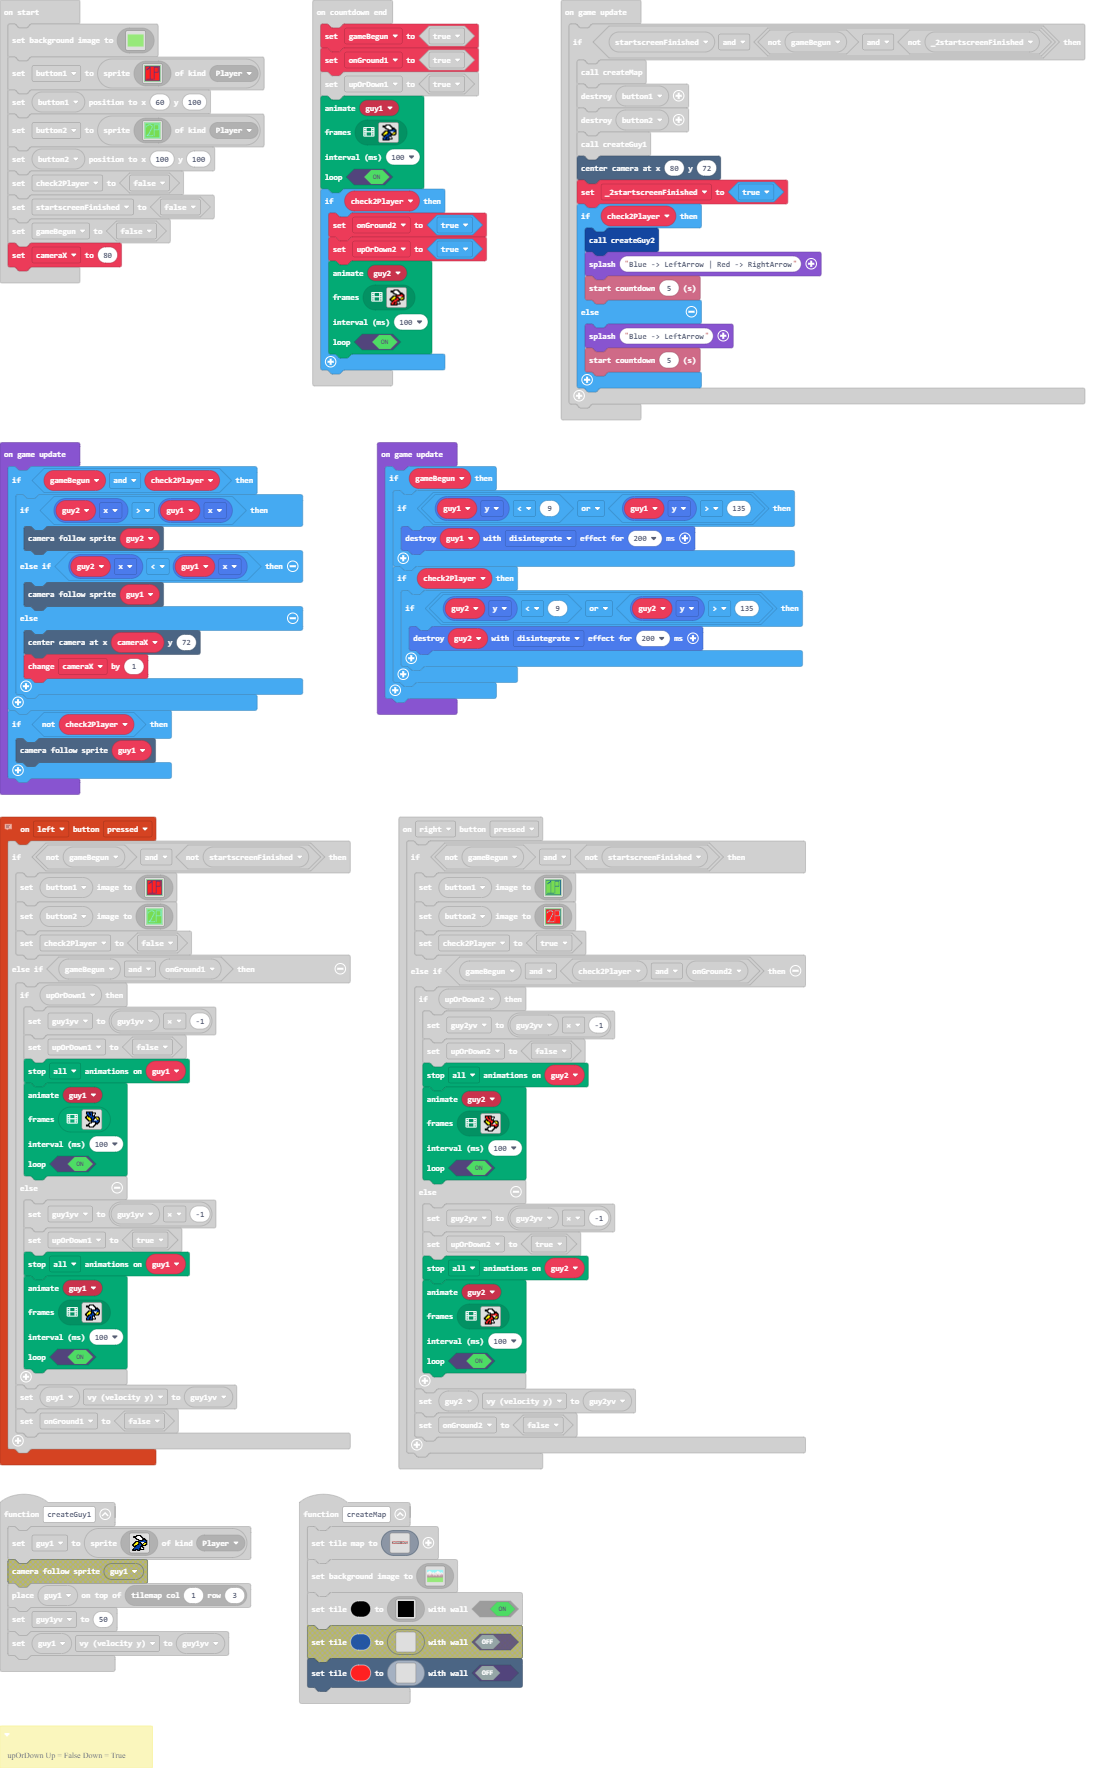 on start
set background image to
set button1 to sprite of kind Player
set button1 position to x 60 y 100
set button2 to sprite of kind Player
set button2 position to x 100 y 100
set check2Player to false
set startscreenFinished to false
set gameBegun to false
set cameraX to 80
on countdown end
set gameBegun to true
set onGround1 to true
set upOrDown1 to true
animate guy1
frames
interval (ms) 100
loop ON
if check2Player then
set onGround2 to true
set upOrDown2 to true
animate guy2
frames
interval (ms) 100
loop ON
on game update
if startscreenFinished and not gameBegun and not _2startscreenFinished then
call createMap
destroy button1
destroy button2
call createGuy1
center camera at x 80 y 72
set _2startscreenFinished to true
if check2Player then
call createGuy2
splash "Blue -> LeftArrow | Red -> RightArrow"
start countdown 5 (s)
else
splash "Blue -> LeftArrow"
start countdown 5 (s)
on game update
if gameBegun and check2Player then
if guy2 x > guy1 x then
camera follow sprite guy2
else if guy2 x < guy1 x then
camera follow sprite guy1
else
center camera at x cameraX y 72
change cameraX by 1
if not check2Player then
camera follow sprite guy1
on game update
if gameBegun then
if guy1 y < 9 or guy1 y > 135 then
destroy guy1 with disintegrate effect for 200 ms
if check2Player then
if guy2 y < 9 or guy2 y > 135 then
destroy guy2 with disintegrate effect for 200 ms
on left button pressed
if not gameBegun and not startscreenFinished then
set button1 image to
set button2 image to
set check2Player to false
else if gameBegun and onGround1 then
if upOrDown1 then
set guy1yv to guy1yv × -1
set upOrDown1 to false
stop all animations on guy1
animate guy1
frames
interval (ms) 100
loop ON
else
set guy1yv to guy1yv × -1
set upOrDown1 to true
stop all animations on guy1
animate guy1
frames
interval (ms) 100
loop ON
set guy1 vy (velocity y) to guy1yv
set onGround1 to false
on right button pressed
if not gameBegun and not startscreenFinished then
set button1 image to
set button2 image to
set check2Player to true
else if gameBegun and check2Player and onGround2 then
if upOrDown2 then
set guy2yv to guy2yv × -1
set upOrDown2 to false
stop all animations on guy2
animate guy2
frames
interval (ms) 100
loop ON
else
set guy2yv to guy2yv × -1
set upOrDown2 to true
stop all animations on guy2
animate guy2
frames
interval (ms) 100
loop ON
set guy2 vy (velocity y) to guy2yv
set onGround2 to false
function createGuy1
set guy1 to sprite of kind Player
camera follow sprite guy1
place guy1 on top of tilemap col 1 row 3
set guy1yv to 50
set guy1 vy (velocity y) to guy1yv
function createMap
set tile map to
set background image to
set tile to with wall ON
set tile to with wall OFF
set tile to with wall OFF
upOrDown Up = False Down = True